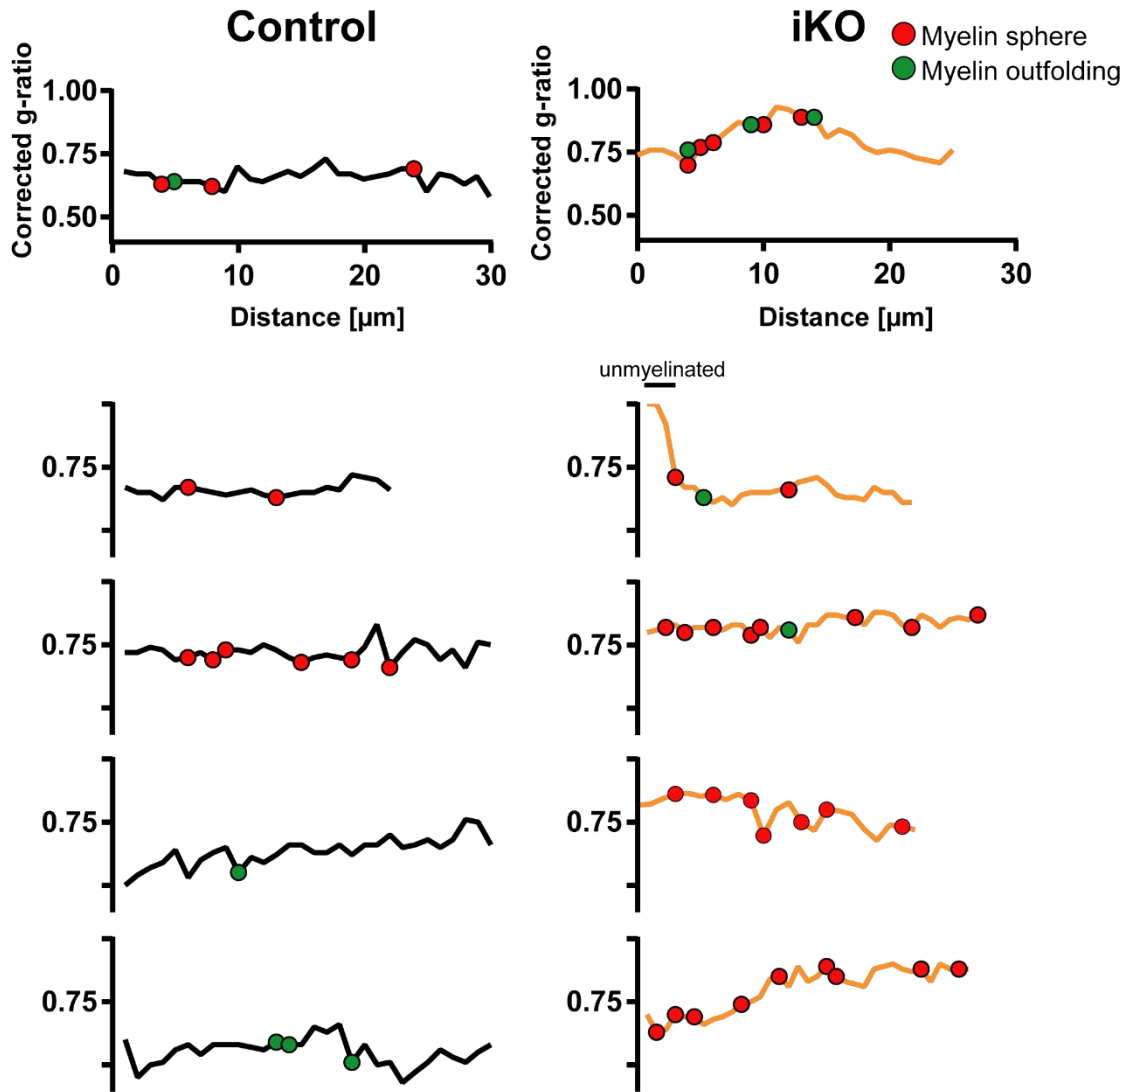 Control
iKO
Myelin sphere
Myelin outfolding
Corrected g-ratio
1.00
0.75
0.50
0
10
20
30
Distance [µm]
Corrected g-ratio
1.00
0.75
0.50
0
10
20
30
Distance [µm]
unmyelinated
0.75
0.75
0.75
0.75
0.75
0.75
0.75
0.75